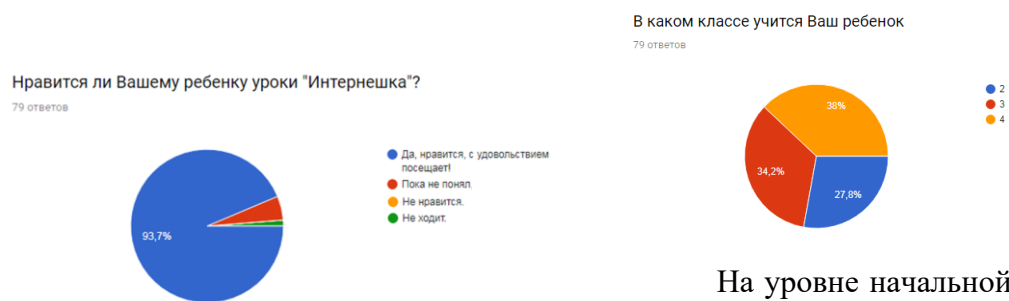 Нравится ли Вашему ребенку уроки "Интернешка"?
79 ответов
93,7%
Да, нравится, с удовольствием
посещает!
Пока не понял.
Не нравится.
Не ходит.
В каком классе учится Ваш ребенок
79 ответов
38%
34,2%
27,8%
2
3
4
На уровне начальной